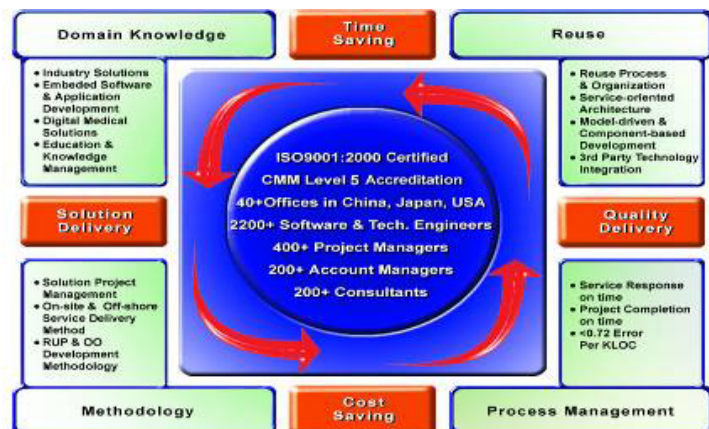 Domain Knowledge
Time
Saving
Reuse
• Industry Solutions
• Embeded Software
& Application
Development
• Digital Medical
Solutions
• Education &
Knowledge
Management
• Reuse Process
& Organization
• Service-oriented
Architecture
• Model-driven &
Component-based
Development
• 3rd Party Technology
Integration
ISO9001:2000 Certified
CMM Level 5 Accreditation
40+Offices in China, Japan, USA
2200+ Software & Tech. Engineers
400+ Project Managers
200+ Account Managers
200+ Consultants
Solution
Delivery
Quality
Delivery
• Solution Project
Management
• On-site & Off-shore
Service Delivery
Method
• RUP & OO
Development
Methodology
• Service Response
on time
• Project Completion
on time
• <0.72 Error
Per KLOC
Methodology
Cost
Saving
Process Management